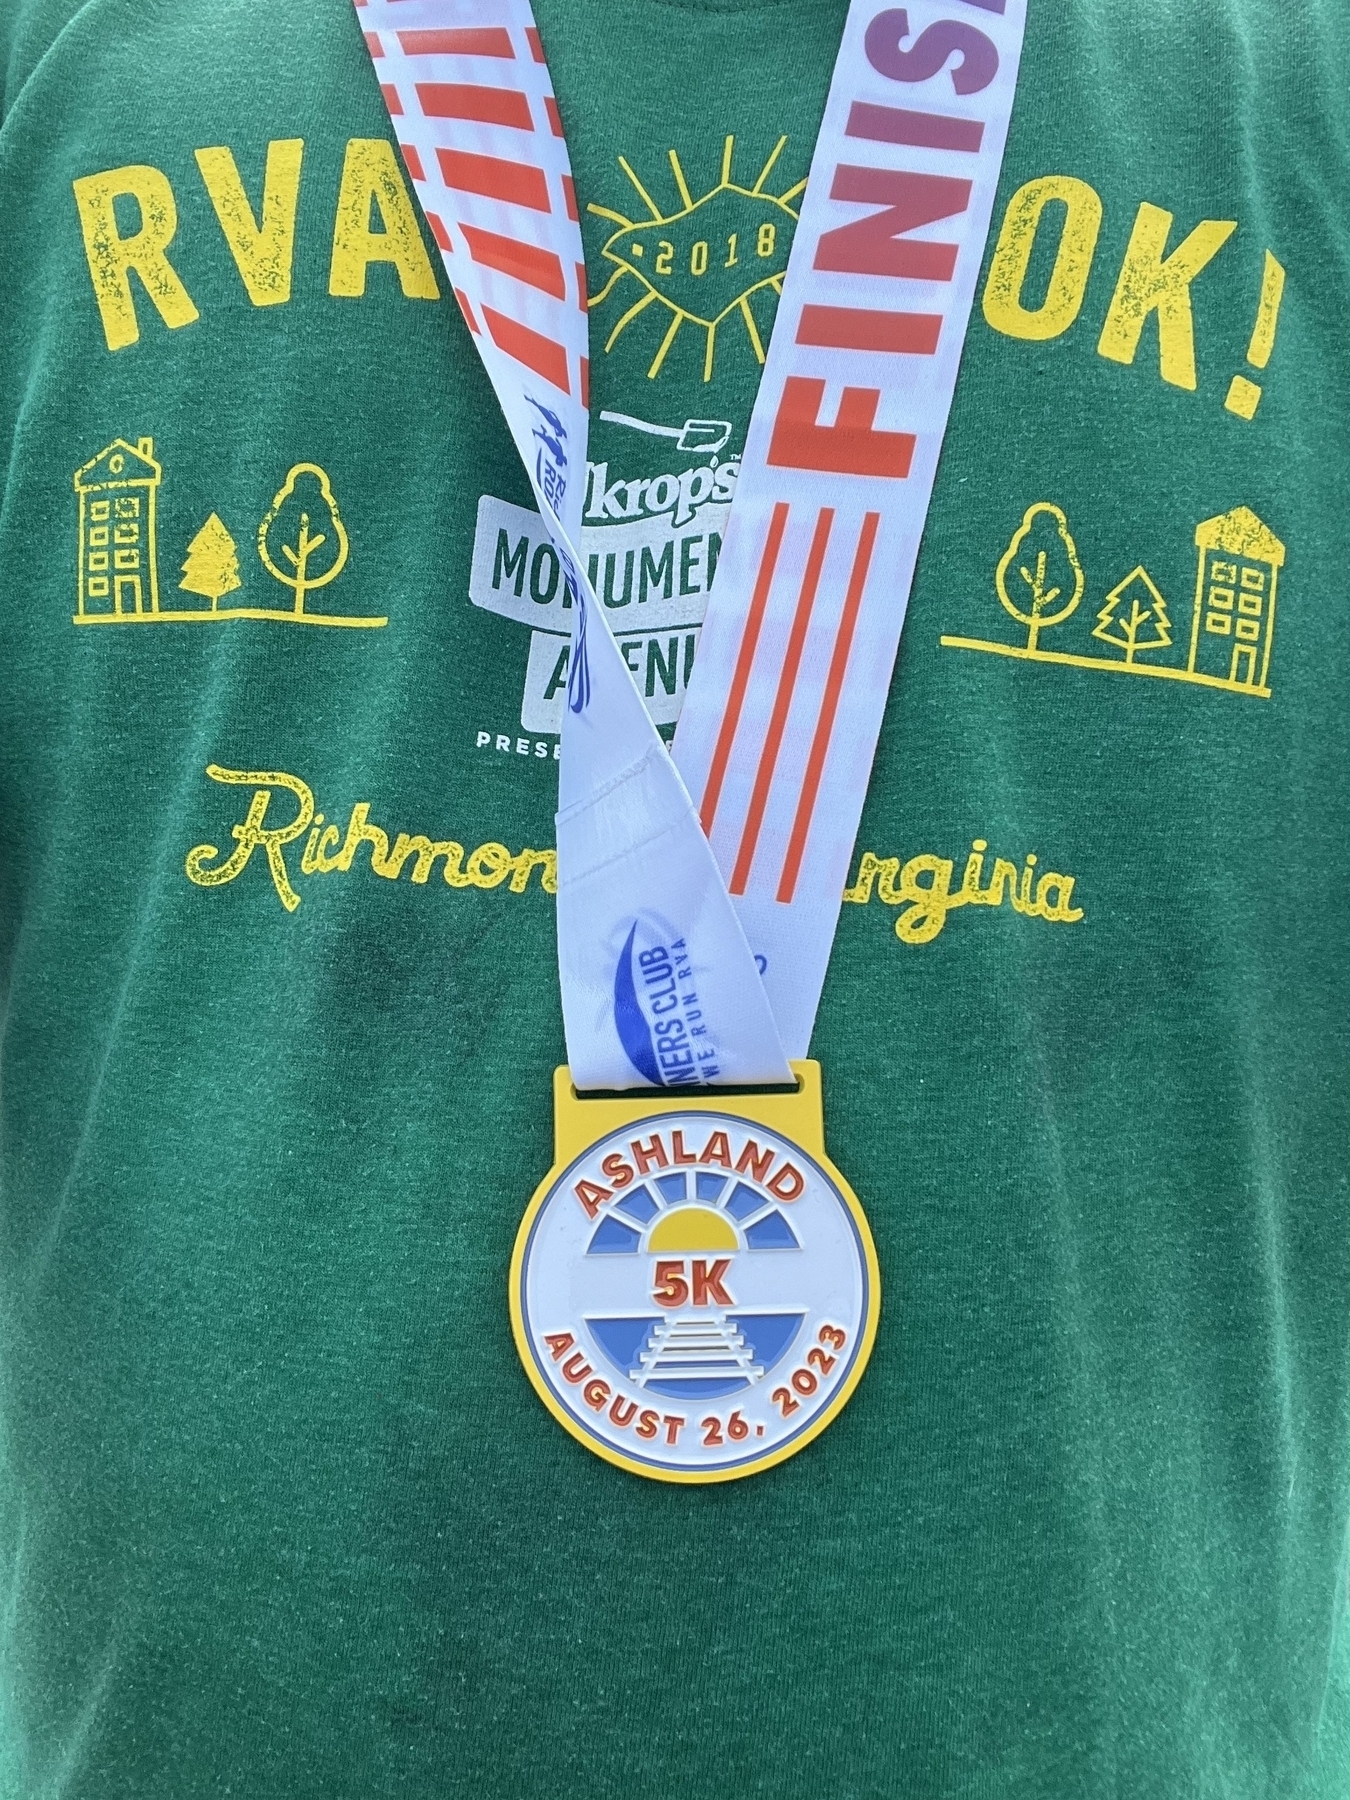 RVA OK!
2018
FINIS
krop's™
MONUMEN
AVENU
PRESE
Richmon irginia
NERS CLUB
WE RUN RVA
ASHLAND
5K
AUGUST 26, 2023